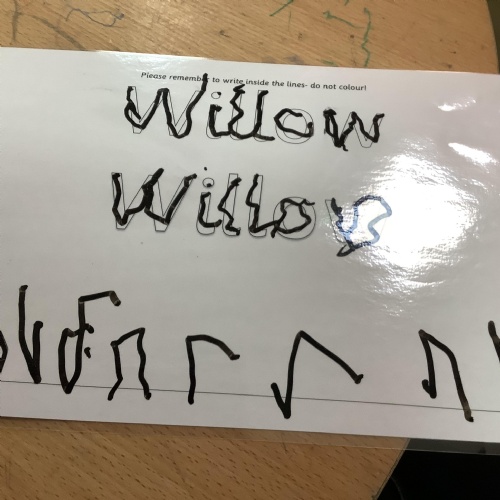 Please remember to write inside the lines- do not colour!
Willow
Willow